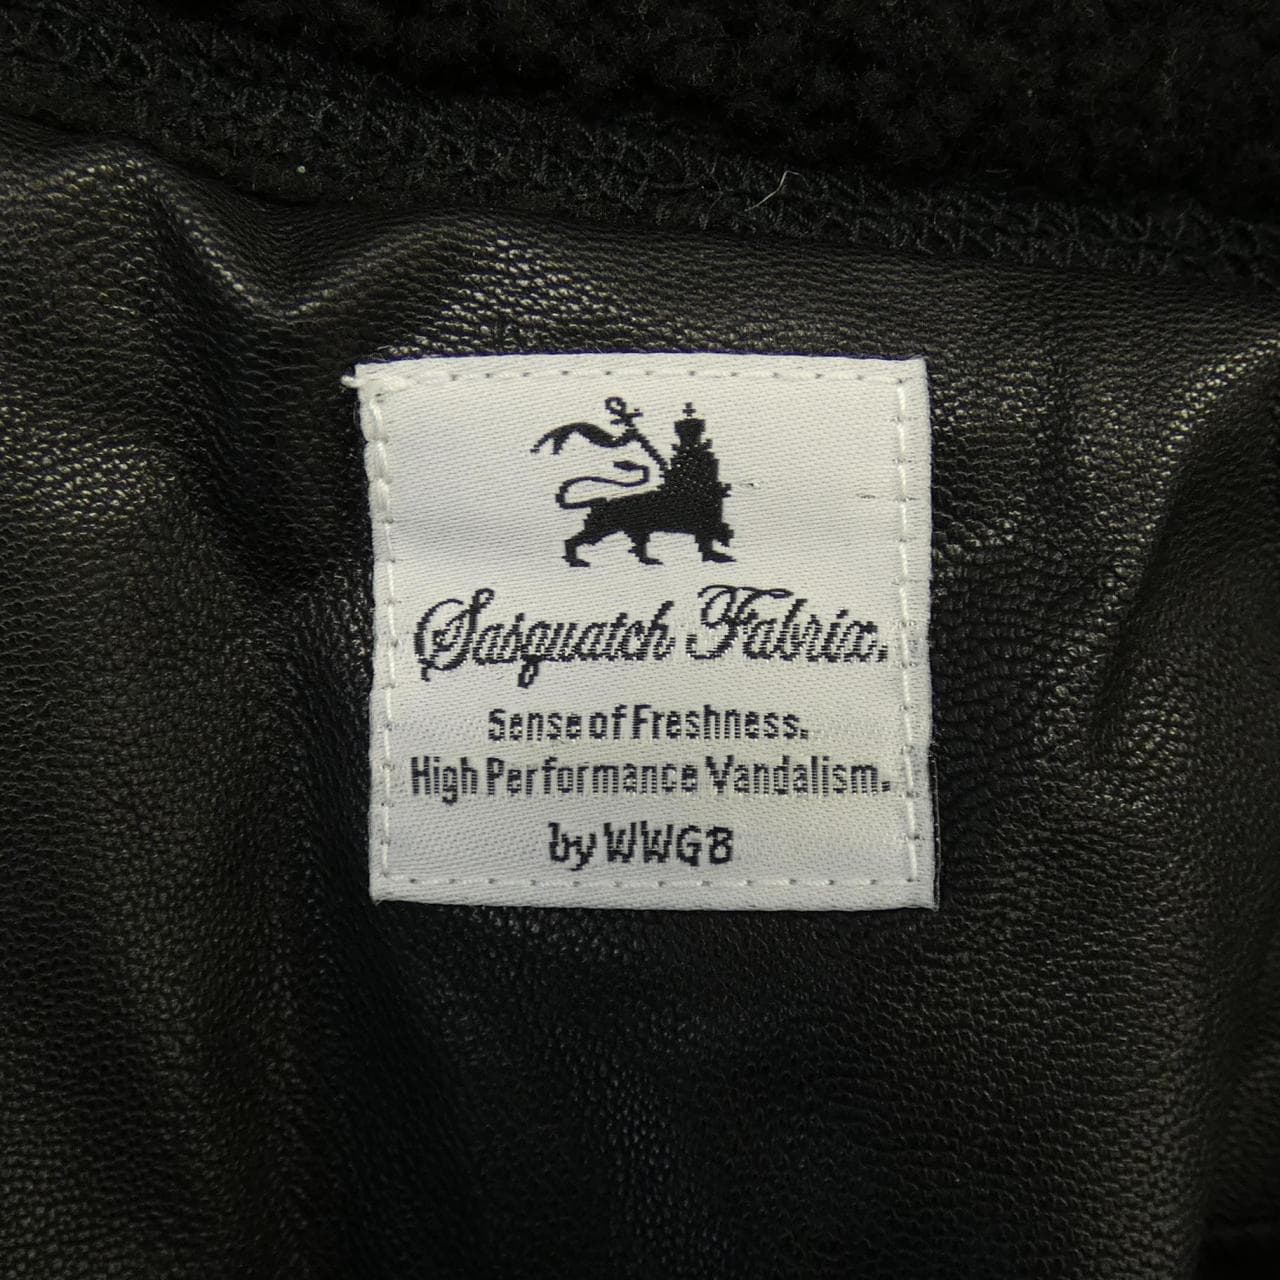 Sasquatch Fabrix.
Sense of Freshness.
High Performance Vandalism.
by WWGB